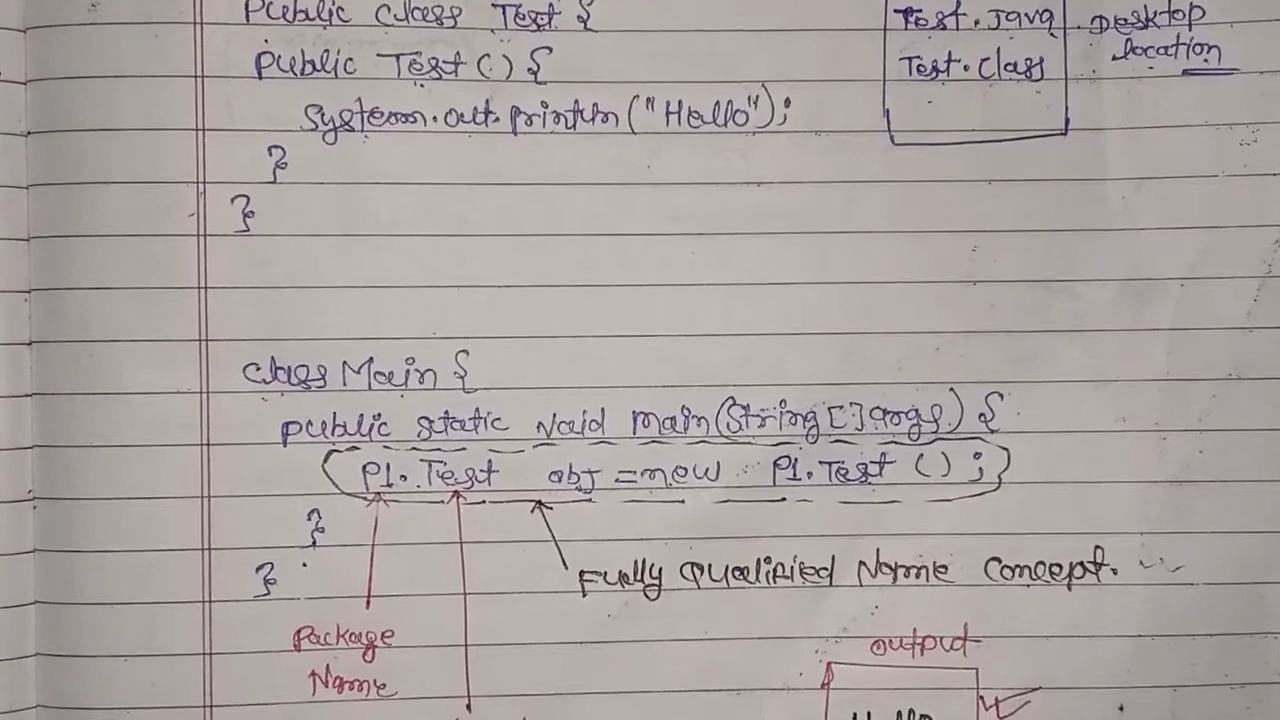 Public Class Test {
Test.Java Desktop
Public Test() {
location
Test.Class
System.out.println("Hello");
}
}
Class Main {
Public static void main(String[]args) {
P1.Test obj =new P1.Test();
}
}
Fully Qualified Name Concept.
Package
Name
output
Hello